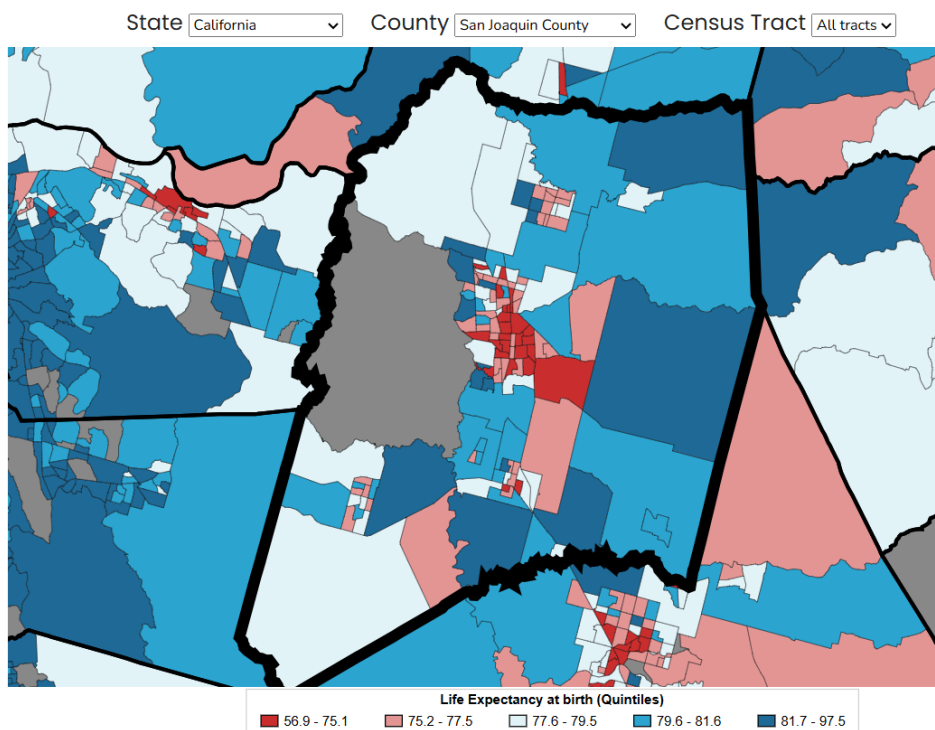 State California County San Joaquin County Census Tract All tracts
Life Expectancy at birth (Quintiles)
56.9 - 75.1 75.2 - 77.5 77.6 - 79.5 79.6 - 81.6 81.7 - 97.5